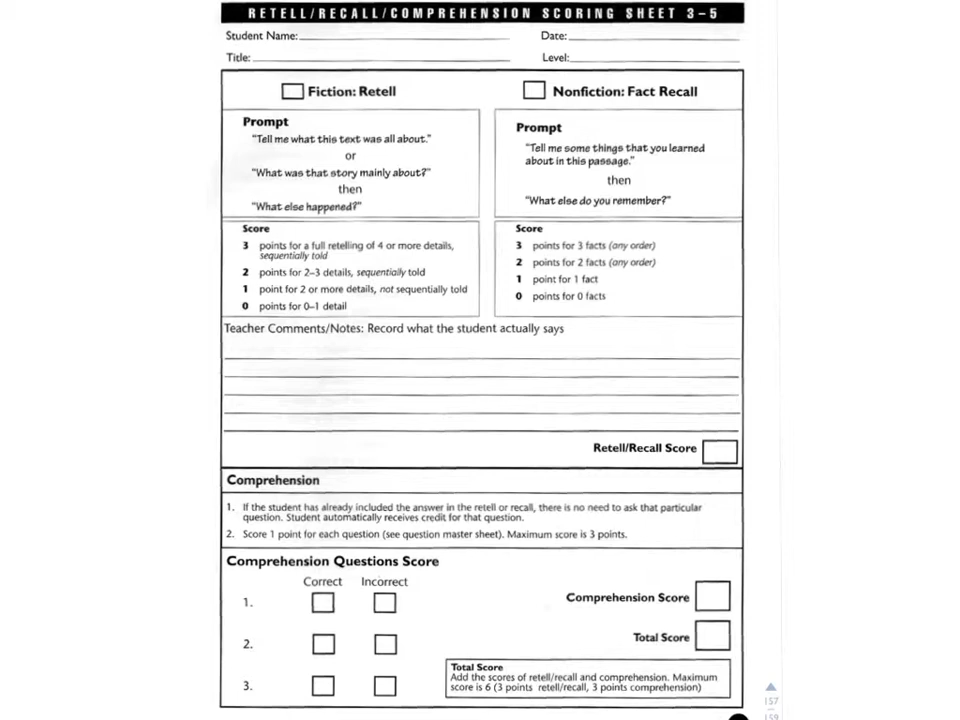 RETELL/RECALL/COMPREHENSION SCORING SHEET 3–5
Student Name: Date:
Title: Level:
Fiction: Retell
Prompt
"Tell me what this text was all about."
or
"What was that story mainly about?"
then
"What else happened?"
Score
3 points for a full retelling of 4 or more details,
sequentially told
2 points for 2–3 details, sequentially told
1 point for 2 or more details, not sequentially told
0 points for 0–1 detail
Nonfiction: Fact Recall
Prompt
"Tell me some things that you learned
about in this passage."
then
"What else do you remember?"
Score
3 points for 3 facts (any order)
2 points for 2 facts (any order)
1 point for 1 fact
0 points for 0 facts
Teacher Comments/Notes: Record what the student actually says
Retell/Recall Score
Comprehension
1. If the student has already included the answer in the retell or recall, there is no need to ask that particular
question. Student automatically receives credit for that question.
2. Score 1 point for each question (see question master sheet). Maximum score is 3 points.
Comprehension Questions Score
Correct Incorrect
1.
2.
3.
Comprehension Score
Total Score
Total Score
Add the scores of retell/recall and comprehension. Maximum
score is 6 (3 points retell/recall, 3 points comprehension)
157
159